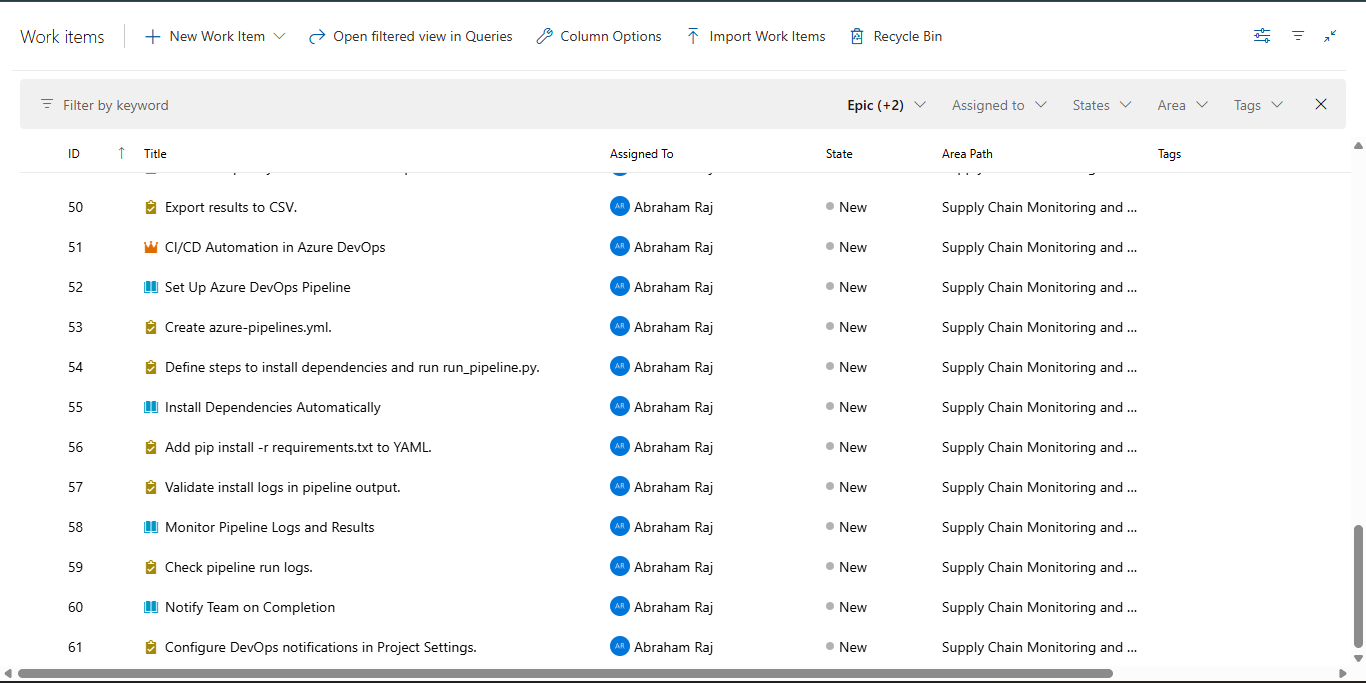 Work items New Work Item Open filtered view in Queries Column Options Import Work Items Recycle Bin
Filter by keyword Epic (+2) Assigned to States Area Tags
ID Title Assigned To State Area Path Tags
50 Export results to CSV. AR Abraham Raj New Supply Chain Monitoring and ...
51 CI/CD Automation in Azure DevOps AR Abraham Raj New Supply Chain Monitoring and ...
52 Set Up Azure DevOps Pipeline AR Abraham Raj New Supply Chain Monitoring and ...
53 Create azure-pipelines.yml. AR Abraham Raj New Supply Chain Monitoring and ...
54 Define steps to install dependencies and run run_pipeline.py. AR Abraham Raj New Supply Chain Monitoring and ...
55 Install Dependencies Automatically AR Abraham Raj New Supply Chain Monitoring and ...
56 Add pip install -r requirements.txt to YAML. AR Abraham Raj New Supply Chain Monitoring and ...
57 Validate install logs in pipeline output. AR Abraham Raj New Supply Chain Monitoring and ...
58 Monitor Pipeline Logs and Results AR Abraham Raj New Supply Chain Monitoring and ...
59 Check pipeline run logs. AR Abraham Raj New Supply Chain Monitoring and ...
60 Notify Team on Completion AR Abraham Raj New Supply Chain Monitoring and ...
61 Configure DevOps notifications in Project Settings. AR Abraham Raj New Supply Chain Monitoring and ...